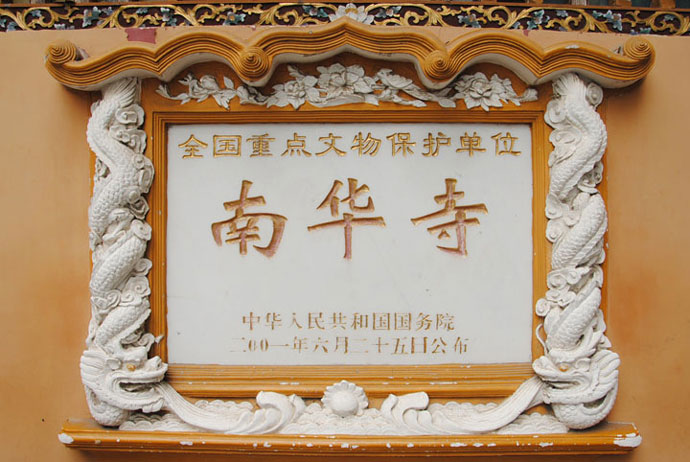 全国重点文物保护单位
南华寺
中华人民共和国国务院
二00一年六月二十五日公布